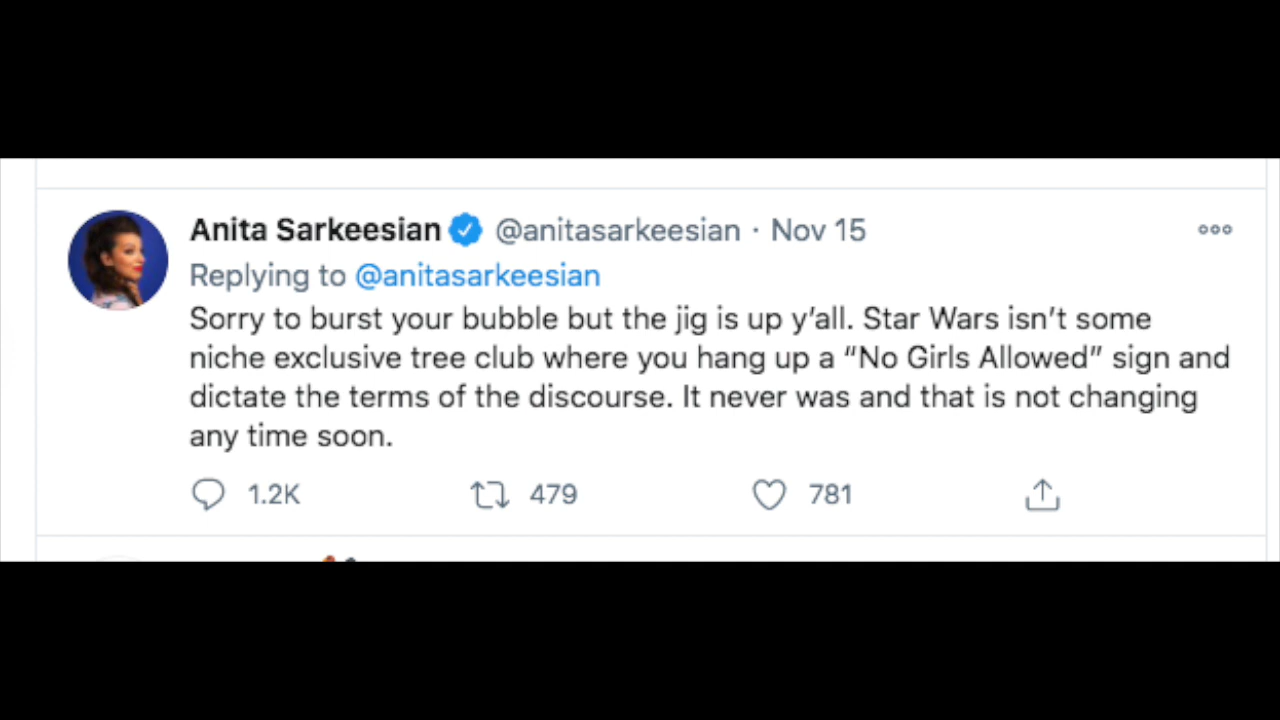 Anita Sarkeesian @anitasarkeesian · Nov 15
Replying to @anitasarkeesian
Sorry to burst your bubble but the jig is up y’all. Star Wars isn’t some
niche exclusive tree club where you hang up a “No Girls Allowed” sign and
dictate the terms of the discourse. It never was and that is not changing
any time soon.
1.2K 479 781